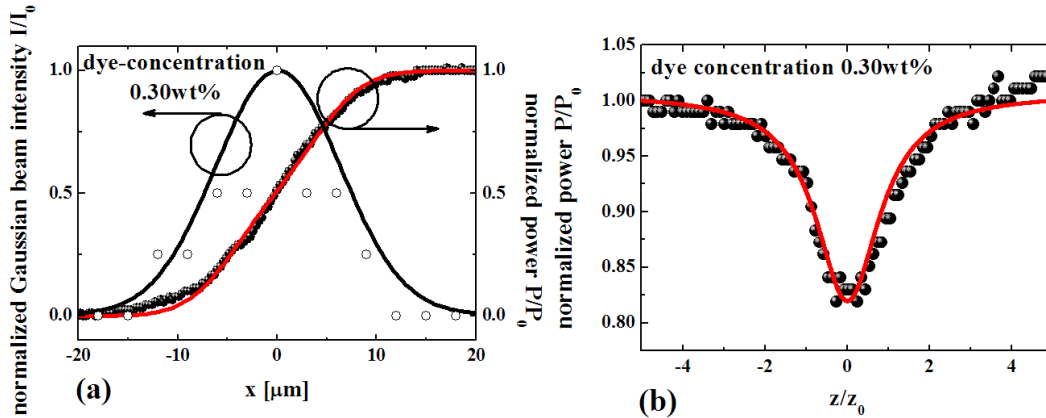 normalized Gaussian beam intensity I/I0
1.0
0.5
0.0
dye-concentration
0.30wt%
1.0
0.5
0.0
normalized power P/P0
-20
-10
0
10
20
(a)
x [μm]
normalized power P/P0
1.05
1.00
0.95
0.90
0.85
0.80
dye concentration 0.30wt%
-4
-2
0
2
4
(b)
z/z0